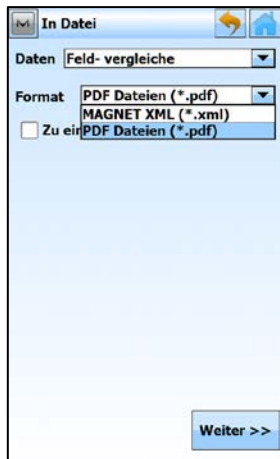 In Datei
Daten Feld- vergleiche
Format PDF Dateien (*.pdf)
MAGNET XML (*.xml)
Zu ein PDF Dateien (*.pdf)
Weiter >>